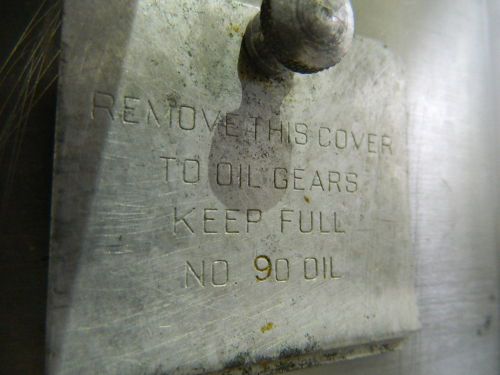 REMOVE THIS COVER
TO OIL GEARS
KEEP FULL
NO. 90 OIL